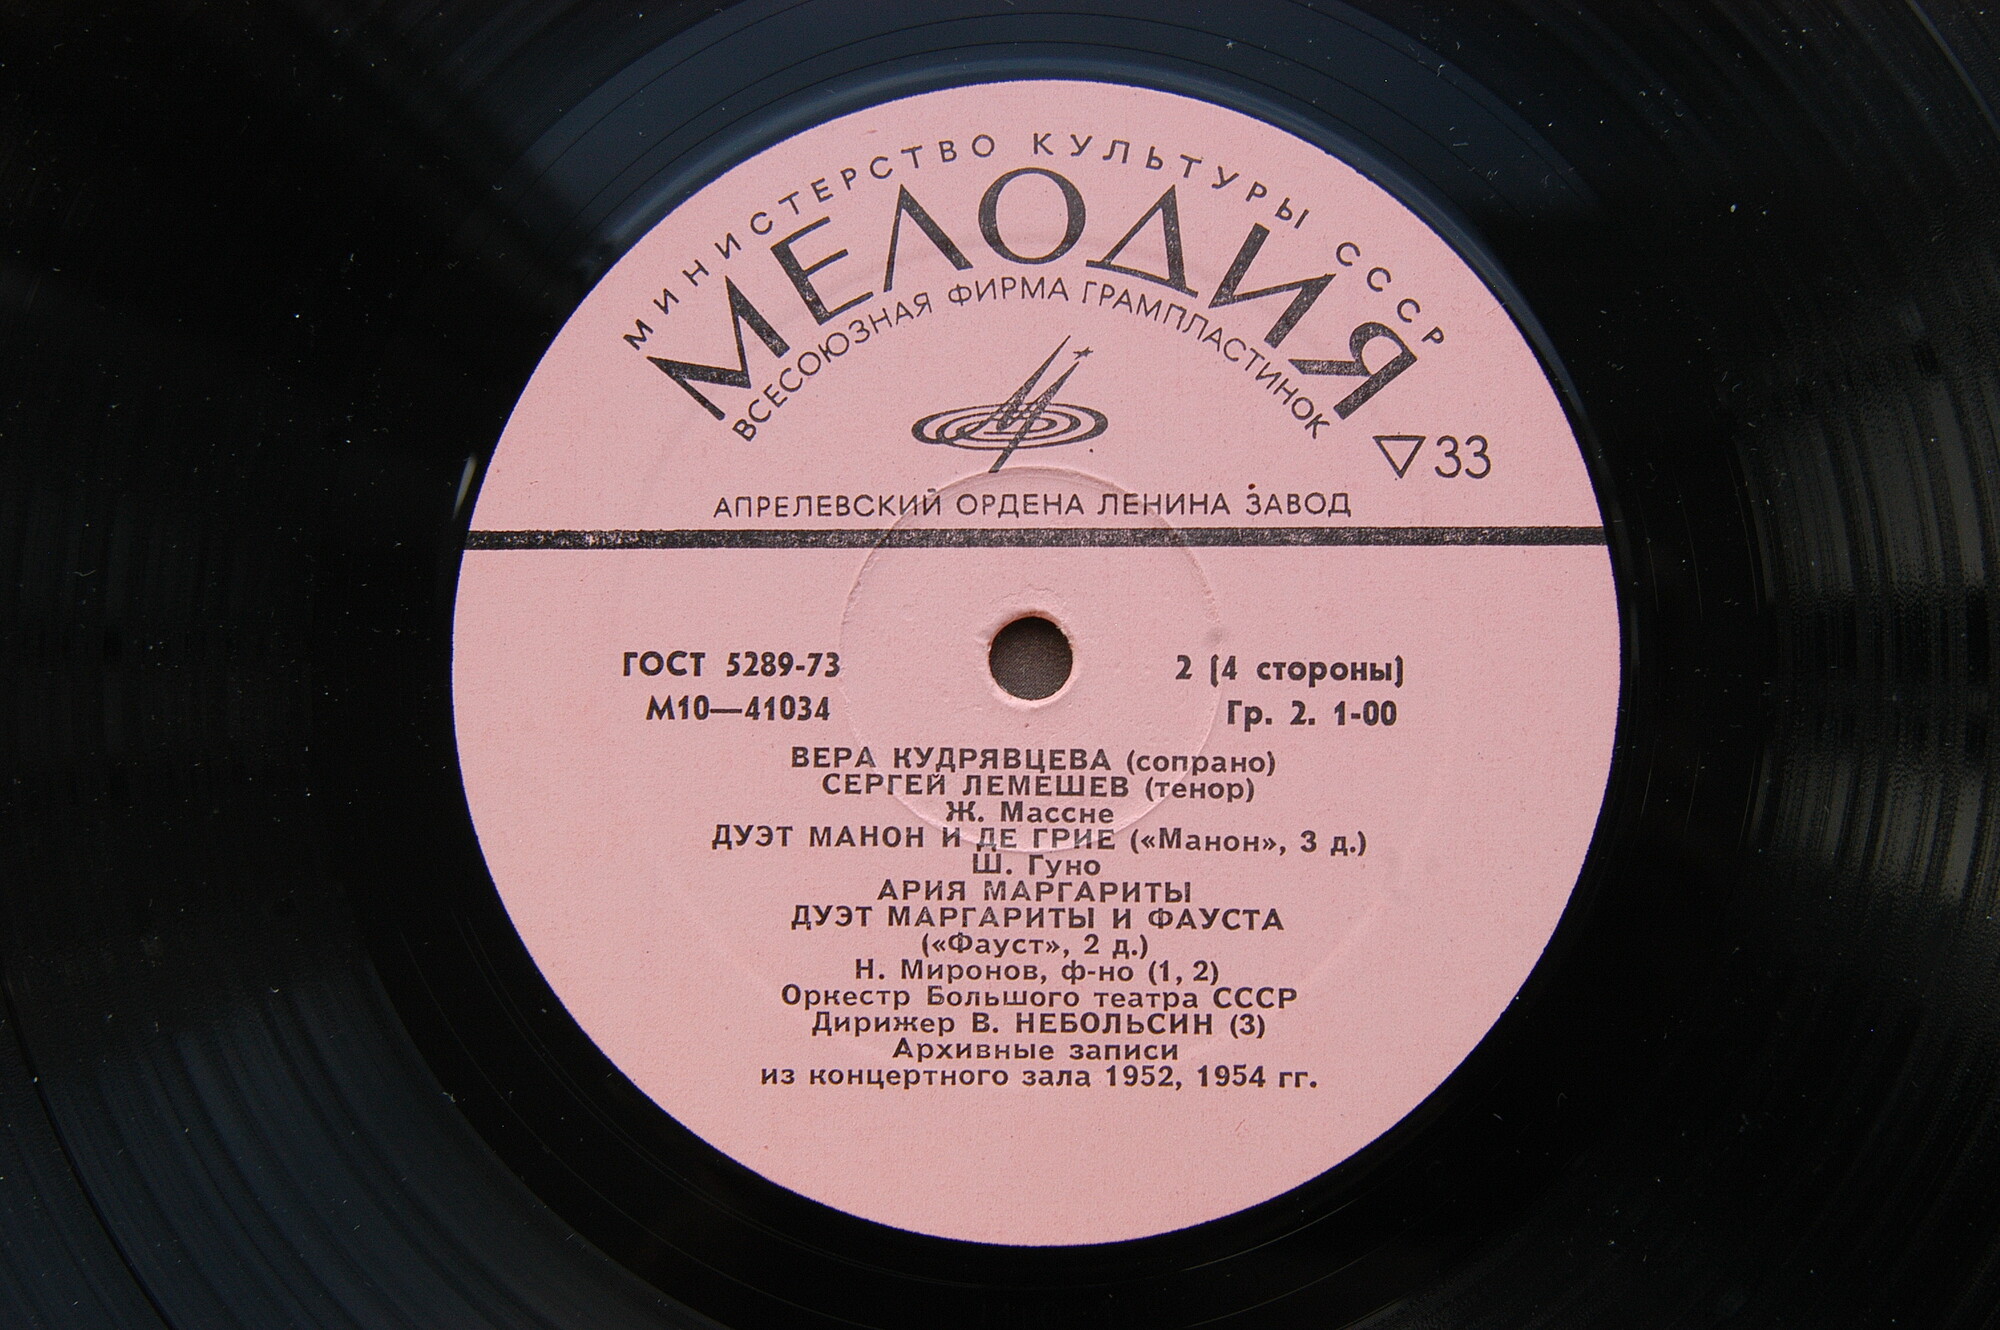 МИНИСТЕРСТВО КУЛЬТУРЫ СССР
МЕЛОДИЯ
ВСЕСОЮЗНАЯ ФИРМА ГРАМПЛАСТИНОК
▽33
АПРЕЛЕВСКИЙ ОРДЕНА ЛЕНИНА ЗАВОД
ГОСТ 5289-73
М10—41034
2 (4 стороны)
Гр. 2. 1-00
ВЕРА КУДРЯВЦЕВА (сопрано)
СЕРГЕЙ ЛЕМЕШЕВ (тенор)
Ж. Массне
ДУЭТ МАНОН И ДЕ ГРИЕ («Манон», 3 д.)
Ш. Гуно
АРИЯ МАРГАРИТЫ
ДУЭТ МАРГАРИТЫ И ФАУСТА
(«Фауст», 2 д.)
Н. Миронов, ф-но (1, 2)
Оркестр Большого театра СССР
Дирижер В. НЕБОЛЬСИН (3)
Архивные записи
из концертного зала 1952, 1954 гг.